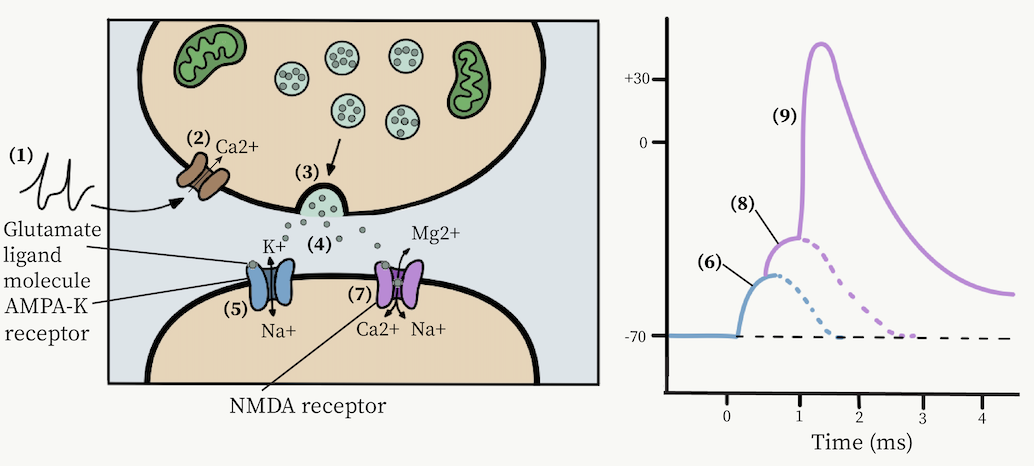 (1)
(2)
Ca2+
(3)
Glutamate
ligand
molecule
AMPA-K
receptor
(4)
K+
Mg2+
(5)
(7)
Na+
Ca2+ Na+
NMDA receptor
+30
0
-70
(9)
(8)
(6)
0 1 2 3 4
Time (ms)